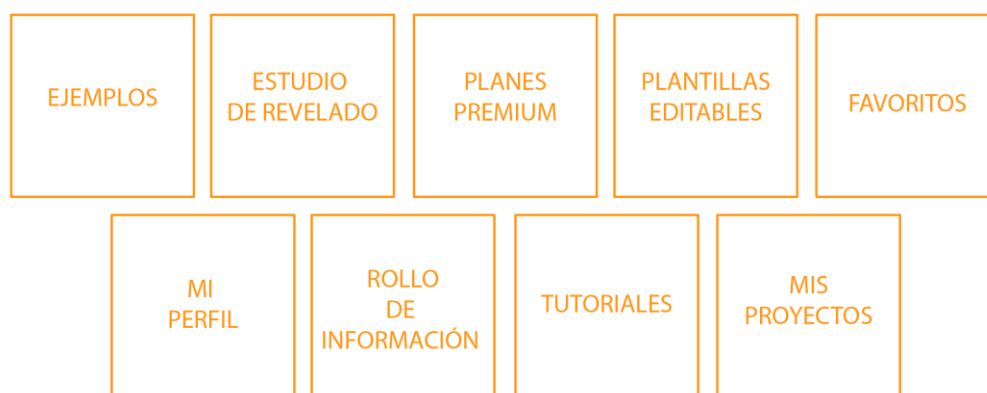 EJEMPLOS
ESTUDIO
DE REVELADO
PLANES
PREMIUM
PLANTILLAS
EDITABLES
FAVORITOS
MI
PERFIL
ROLLO
DE
INFORMACIÓN
TUTORIALES
MIS
PROYECTOS